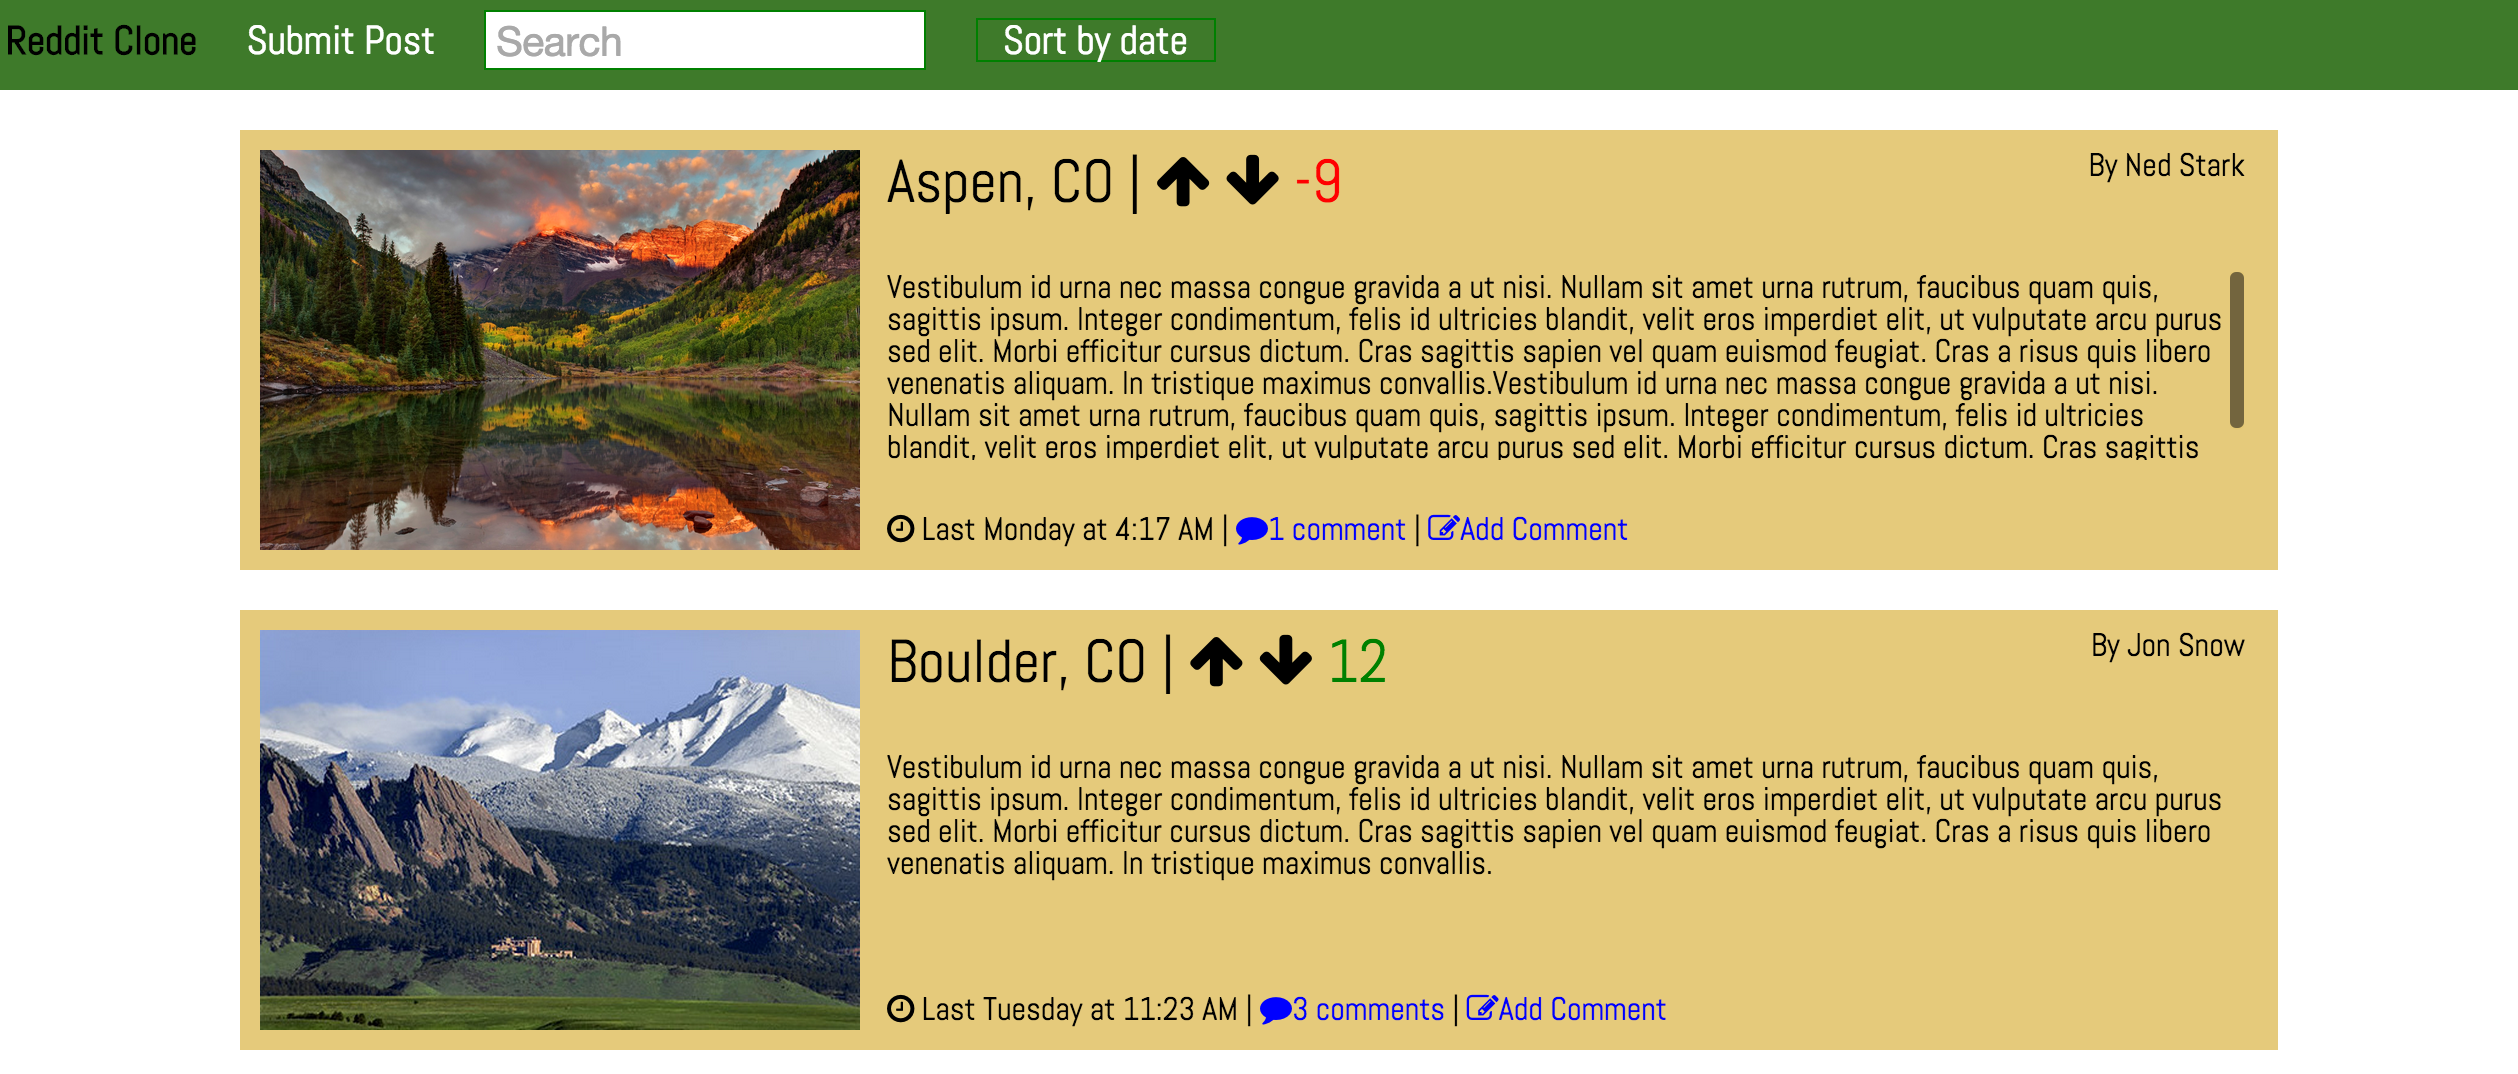 Reddit Clone Submit Post Search Sort by date
Aspen, CO | -9
By Ned Stark
Vestibulum id urna nec massa congue gravida a ut nisi. Nullam sit amet urna rutrum, faucibus quam quis,
sagittis ipsum. Integer condimentum, felis id ultricies blandit, velit eros imperdiet elit, ut vulputate arcu purus
sed elit. Morbi efficitur cursus dictum. Cras sagittis sapien vel quam euismod feugiat. Cras a risus quis libero
venenatis aliquam. In tristique maximus convallis.Vestibulum id urna nec massa congue gravida a ut nisi.
Nullam sit amet urna rutrum, faucibus quam quis, sagittis ipsum. Integer condimentum, felis id ultricies
blandit, velit eros imperdiet elit, ut vulputate arcu purus sed elit. Morbi efficitur cursus dictum. Cras sagittis
Last Monday at 4:17 AM | 1 comment | Add Comment
Boulder, CO | 12
By Jon Snow
Vestibulum id urna nec massa congue gravida a ut nisi. Nullam sit amet urna rutrum, faucibus quam quis,
sagittis ipsum. Integer condimentum, felis id ultricies blandit, velit eros imperdiet elit, ut vulputate arcu purus
sed elit. Morbi efficitur cursus dictum. Cras sagittis sapien vel quam euismod feugiat. Cras a risus quis libero
venenatis aliquam. In tristique maximus convallis.
Last Tuesday at 11:23 AM | 3 comments | Add Comment